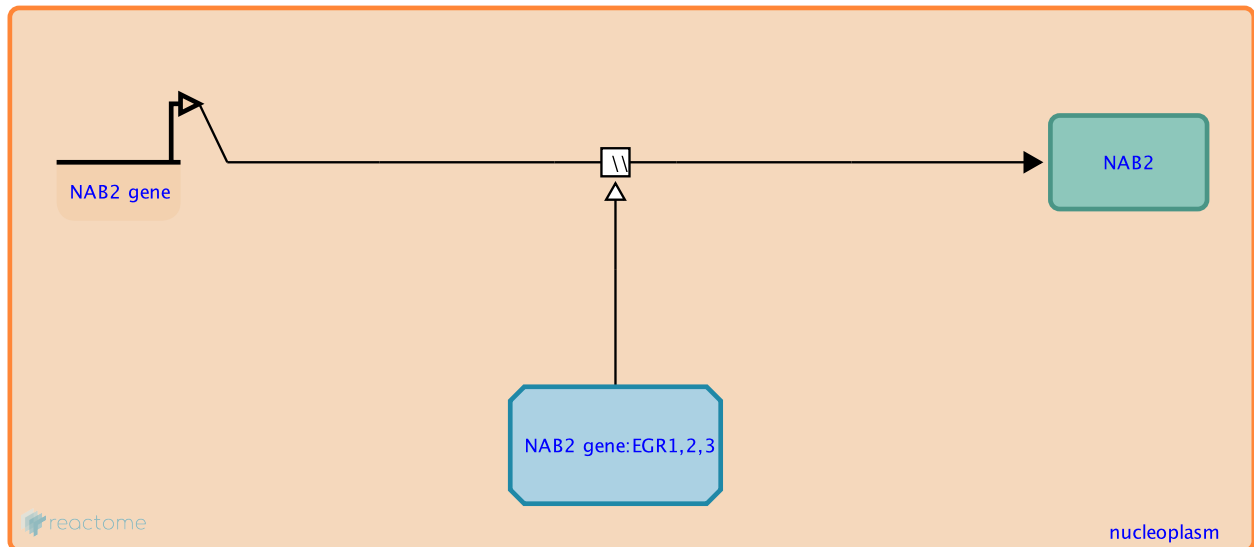 NAB2 gene
\\
NAB2
NAB2 gene:EGR1,2,3
reactome
nucleoplasm